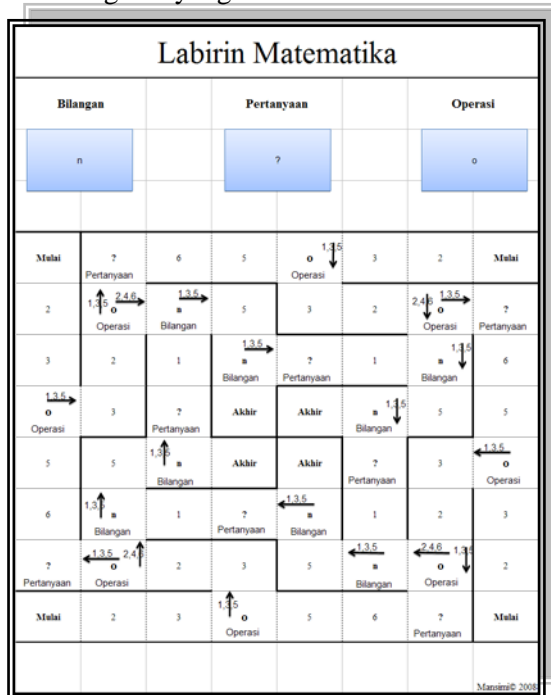 Labirin Matematika
Bilangan Pertanyaan Operasi
n ? o
Mulai ? 6 5 o 1,3,5 3 2 Mulai
Pertanyaan Operasi
2 1,3,5 o 2,4,6 1,3,5 n 5 3 2 2,4,6 o 1,3,5 ?
Operasi Bilangan Operasi Pertanyaan
3 2 1 1,3,5 n ? 1 n 1,3,5 6
Bilangan Pertanyaan Bilangan
1,3,5 o 3 ? Akhir Akhir n 1,3,5 5 5
Operasi Pertanyaan Bilangan
5 5 1,3,5 n Akhir Akhir ? 3 1,3,5 o
Bilangan Pertanyaan Operasi
6 1,3,5 n 1 ? 1,3,5 n 1 2 3
Bilangan Pertanyaan Bilangan
? 1,3,5 o 2,4,6 2 3 5 1,3,5 n 2,4,6 o 1,3,5 2
Pertanyaan Operasi Bilangan Operasi
Mulai 2 3 1,3,5 o 5 6 ? Mulai
Operasi Pertanyaan
Mansimi© 2008